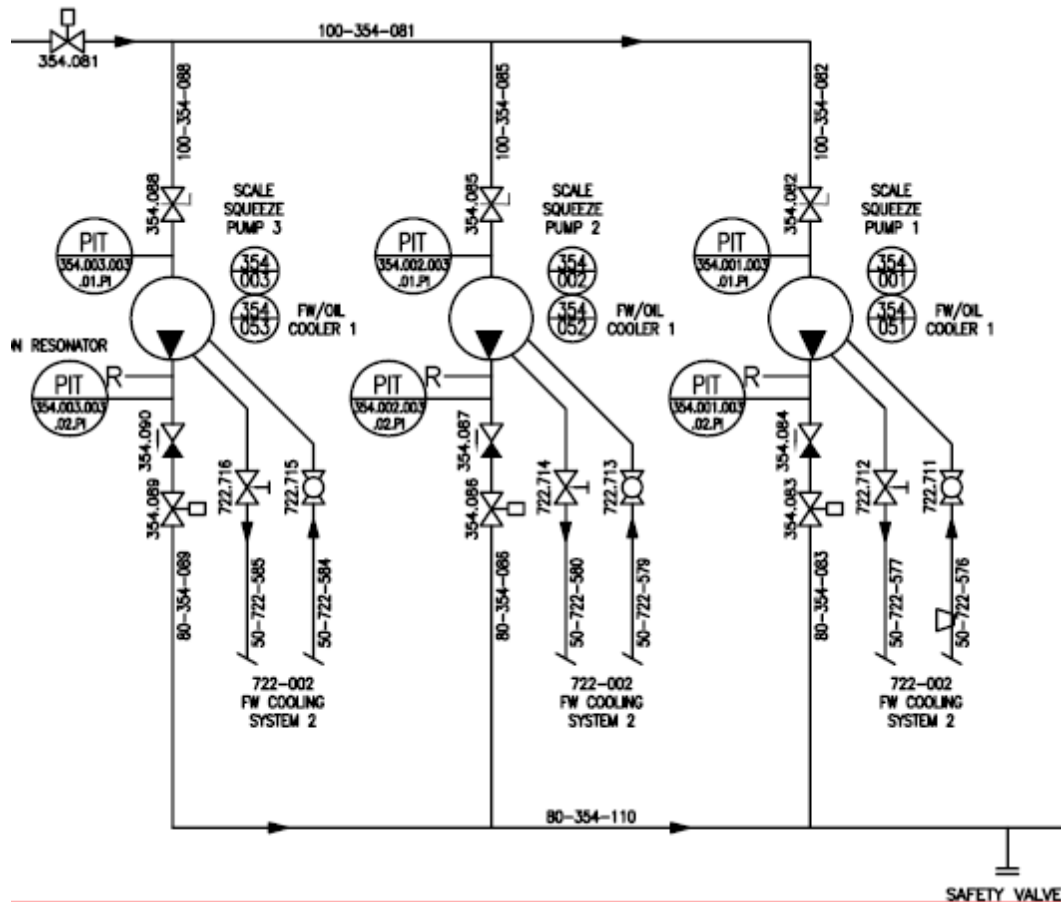 100-354-081
354.081
100-354-088
100-354-085
100-354-082
354.088
354.085
354.082
SCALE
SQUEEZE
PUMP 3
SCALE
SQUEEZE
PUMP 2
SCALE
SQUEEZE
PUMP 1
PIT
354.003.003
.01.PI
PIT
354.002.003
.01.PI
PIT
354.001.003
.01.PI
354
003
354
002
354
001
354
053
FW/OIL
COOLER 1
354
052
FW/OIL
COOLER 1
354
051
FW/OIL
COOLER 1
N RESONATOR
PIT
354.003.003
.02.PI
R
PIT
354.002.003
.02.PI
R
PIT
354.001.003
.02.PI
R
354.090
354.087
354.084
354.089
722.716
722.715
354.086
722.714
722.713
354.083
722.712
722.711
80-354-089
50-722-585
50-722-584
80-354-086
50-722-580
50-722-579
80-354-083
50-722-577
50-722-576
722-002
FW COOLING
SYSTEM 2
722-002
FW COOLING
SYSTEM 2
722-002
FW COOLING
SYSTEM 2
80-354-110
SAFETY VALVE